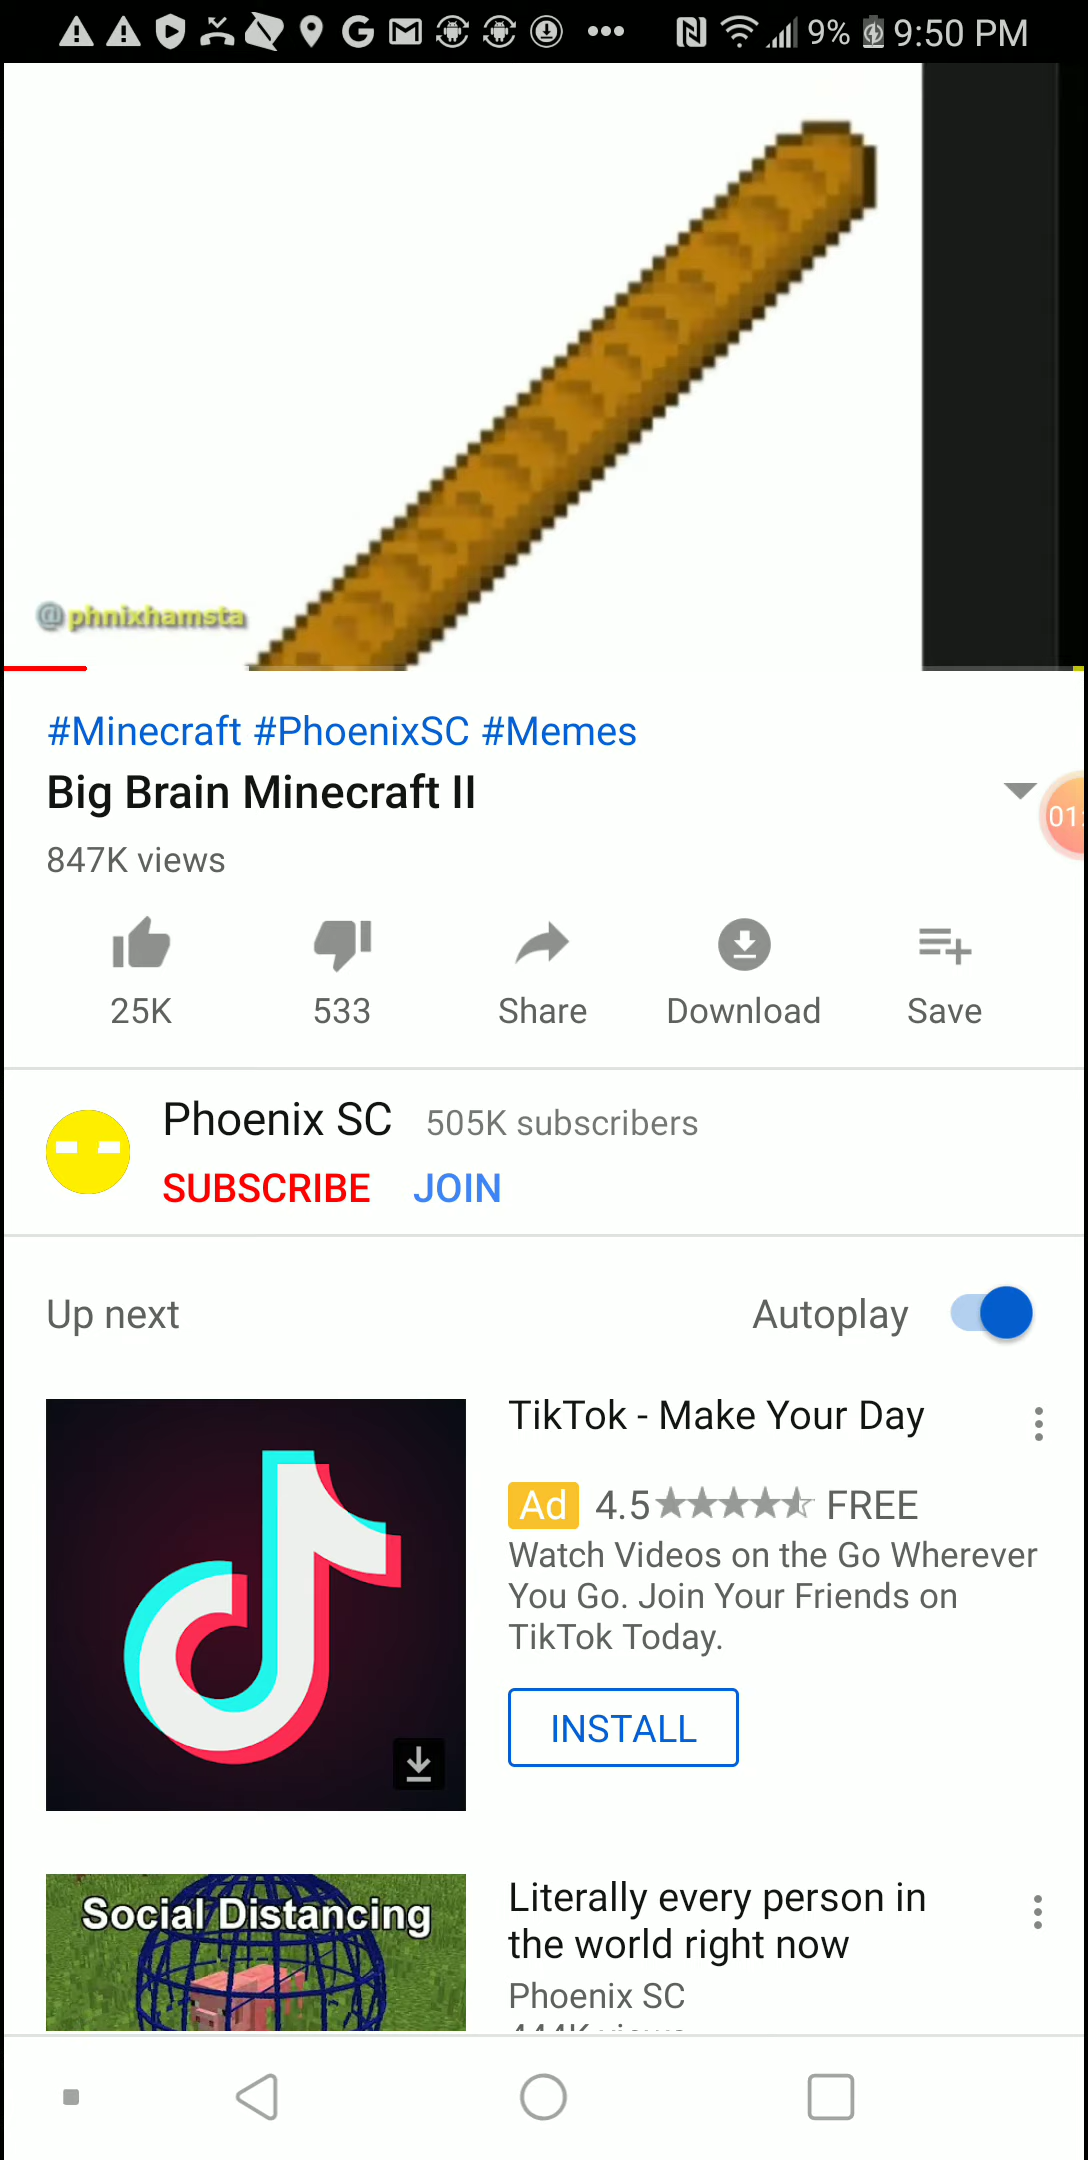 9% 9:50 PM
@phnixhamsta
#Minecraft #PhoenixSC #Memes
Big Brain Minecraft II
01
847K views
25K 533 Share Download Save
Phoenix SC 505K subscribers
SUBSCRIBE JOIN
Up next Autoplay
TikTok - Make Your Day
Ad 4.5 FREE
Watch Videos on the Go Wherever
You Go. Join Your Friends on
TikTok Today.
INSTALL
Social Distancing
Literally every person in
the world right now
Phoenix SC